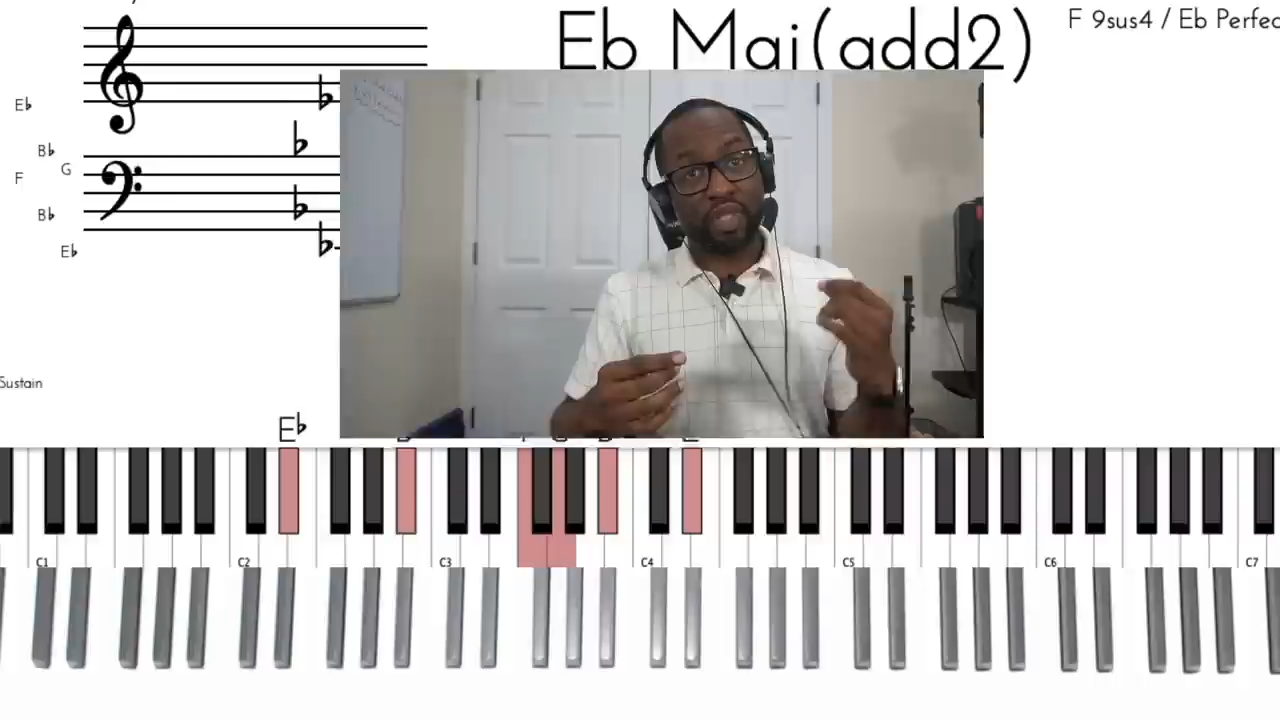 Eb Maj(add2)
F 9sus4 / Eb Perfec
Eb
Bb
G
F
Bb
Eb
Sustain
Eb
C1
C2
C3
C4
C5
C6
C7